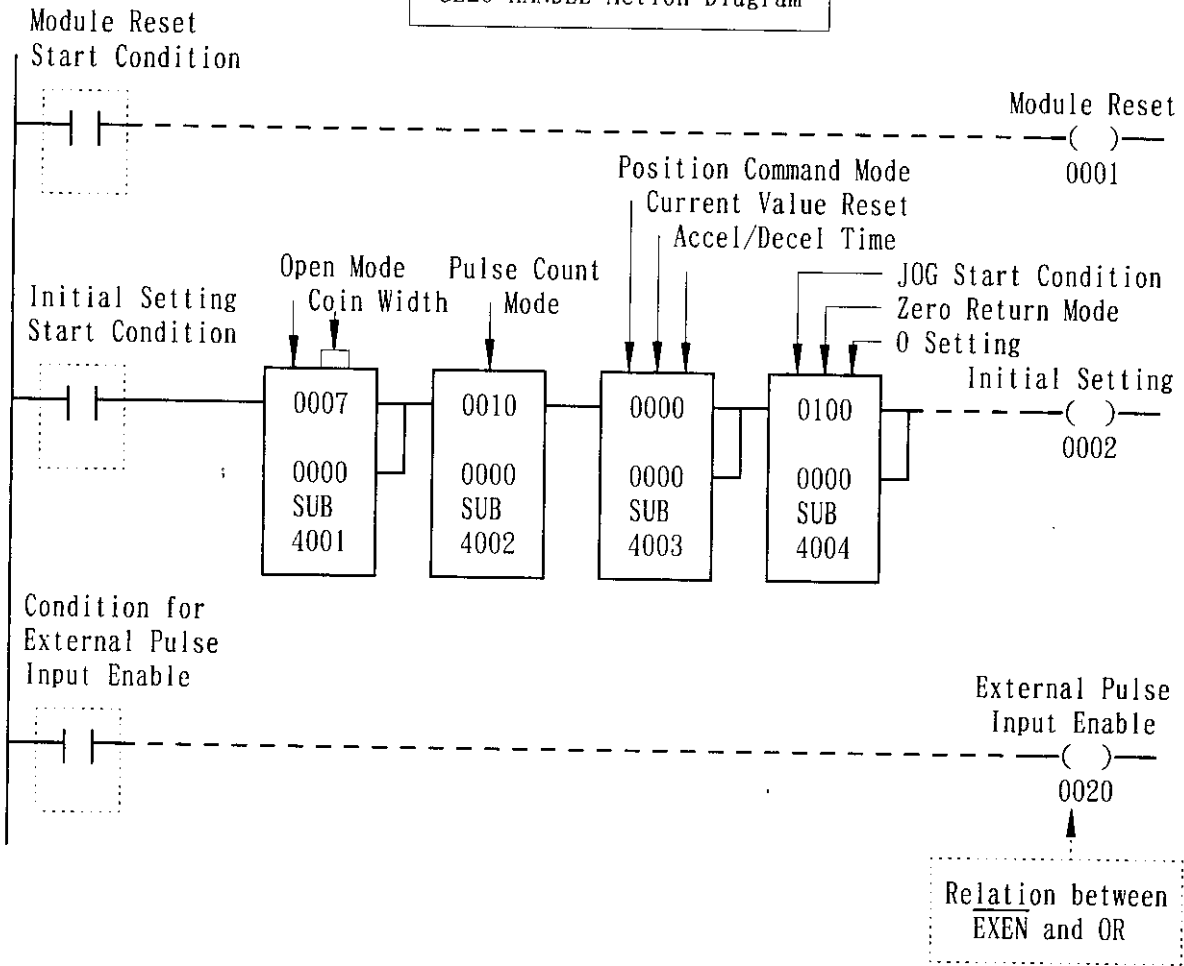 HANDLE Action Diagram
Module Reset
Start Condition
Module Reset
( )
0001
Position Command Mode
Current Value Reset
Accel/Decel Time
Open Mode
Coin Width
Pulse Count
Mode
JOG Start Condition
Zero Return Mode
0 Setting
Initial Setting
Start Condition
Initial Setting
( )
0002
0007
0000
SUB
4001
0010
0000
SUB
4002
0000
0000
SUB
4003
0100
0000
SUB
4004
Condition for
External Pulse
Input Enable
External Pulse
Input Enable
( )
0020
Relation between
EXEN and OR